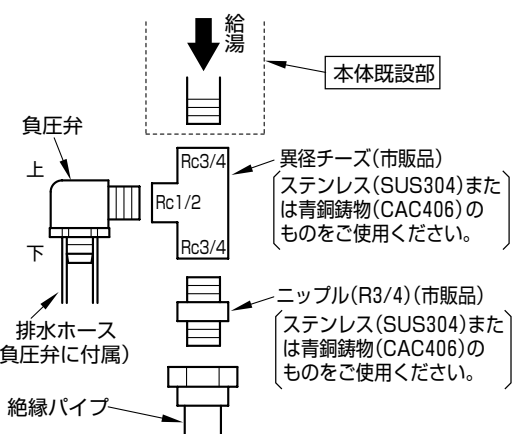 給湯
本体既設部
負圧弁
上
下
Rc3/4
Rc1/2
Rc3/4
異径チーズ(市販品)
ステンレス(SUS304)また
は青銅鋳物(CAC406)の
ものをご使用ください。
ニップル(R3/4)(市販品)
ステンレス(SUS304)また
は青銅鋳物(CAC406)の
ものをご使用ください。
排水ホース
負圧弁に付属)
絶縁パイプ